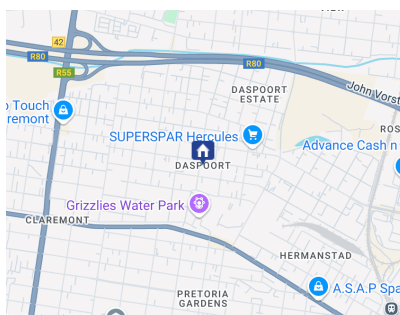 42
R80
R55
R80
John Vorst
DASPOORT
ESTATE
o Touch
remont
SUPERSPAR Hercules
ROS
Advance Cash n
DASPOORT
Grizzlies Water Park
CLAREMONT
HERMANSTAD
A.S.A.P Spa
PRETORIA
GARDENS